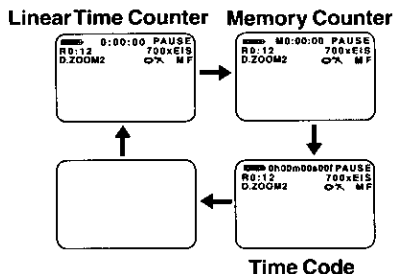 Linear Time Counter Memory Counter
0:00:00 PAUSE
R0:12 700xEIS
D.ZOOM2 MF
M0:00:00 PAUSE
R0:12 700xEIS
D.ZOOM2 MF
0h00m00s00f PAUSE
R0:12 700xEIS
D.ZOOM2 MF
Time Code